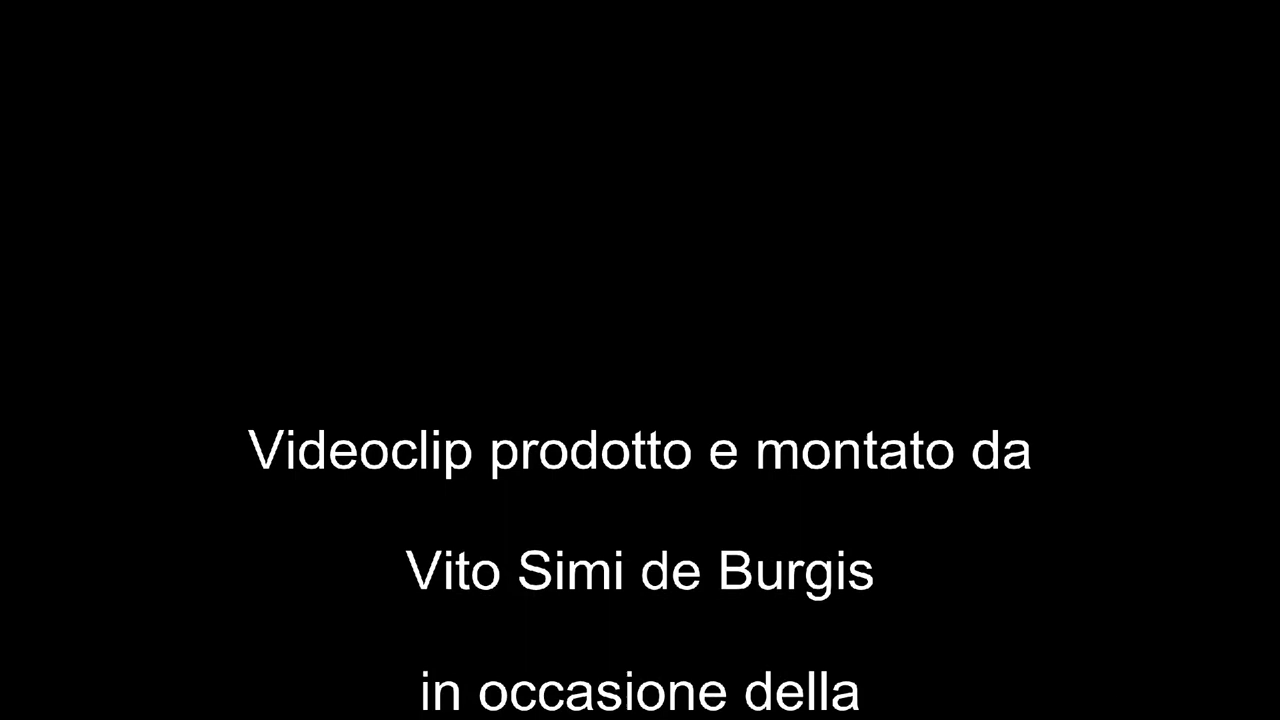 Videoclip prodotto e montato da
Vito Simi de Burgis
in occasione della